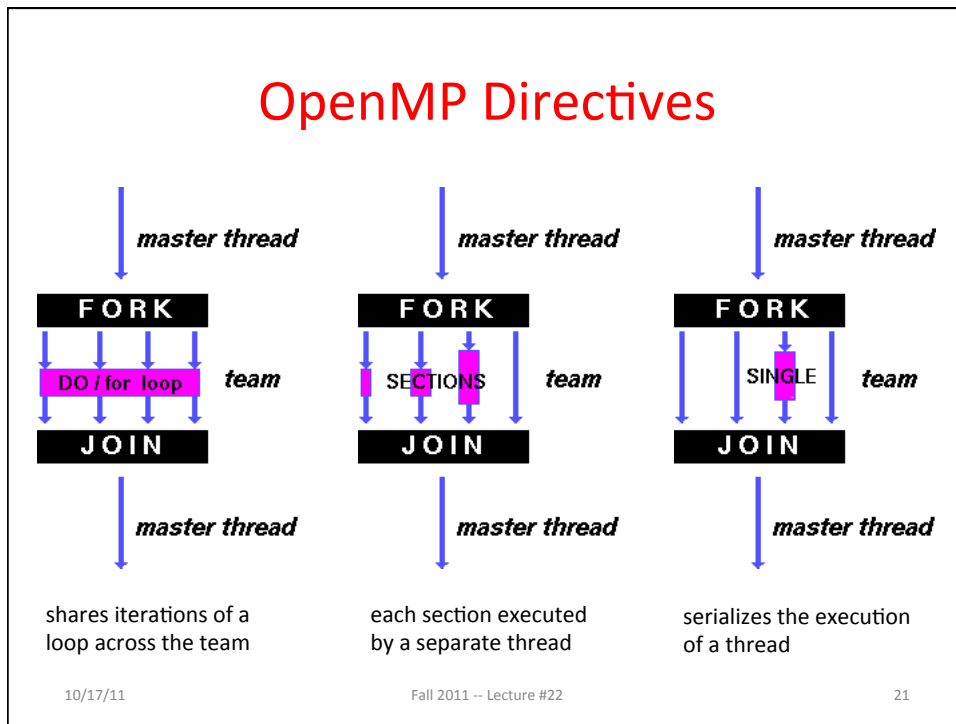 OpenMP Directives
master thread
FORK
DO / for loop
team
JOIN
master thread
shares iterations of a
loop across the team
master thread
FORK
SECTIONS
team
JOIN
master thread
each section executed
by a separate thread
master thread
FORK
SINGLE
team
JOIN
master thread
serializes the execution
of a thread
10/17/11
Fall 2011 -- Lecture #22
21